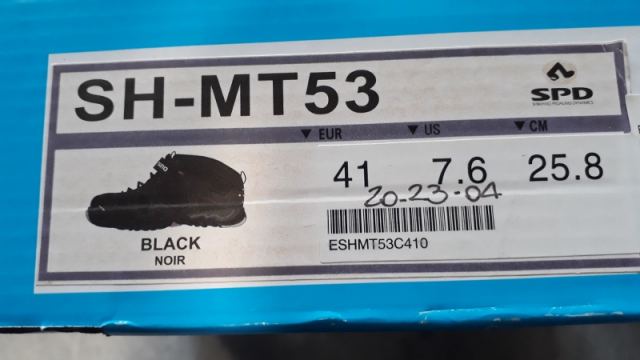 SH-MT53
SPD
SHIMANO PEDALING DYNAMICS
▼ EUR ▼ US ▼ CM
41 7.6 25.8
20-23-04
ESHMT53C410
BLACK
NOIR